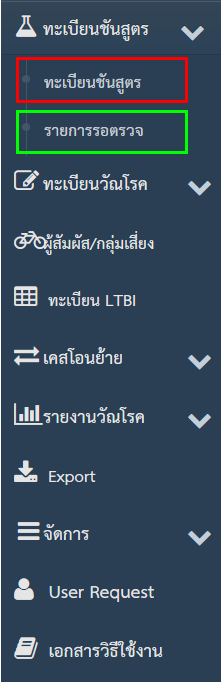 ทะเบียนชันสูตร
ทะเบียนชันสูตร
รายการรอตรวจ
ทะเบียนวัณโรค
ผู้สัมผัส/กลุ่มเสี่ยง
ทะเบียน LTBI
เคสโอนย้าย
รายงานวัณโรค
Export
จัดการ
User Request
เอกสารวิธีใช้งาน